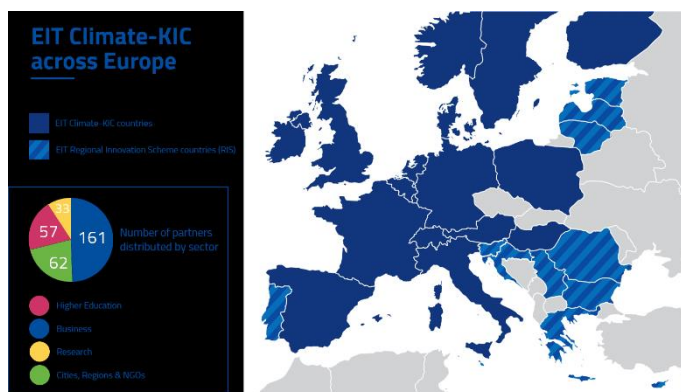 EIT Climate-KIC
across Europe
EIT Climate-KIC countries
EIT Regional Innovation Scheme countries (RIS)
33
57
161
62
Number of partners
distributed by sector
Higher Education
Business
Research
Cities, Regions & NGOs